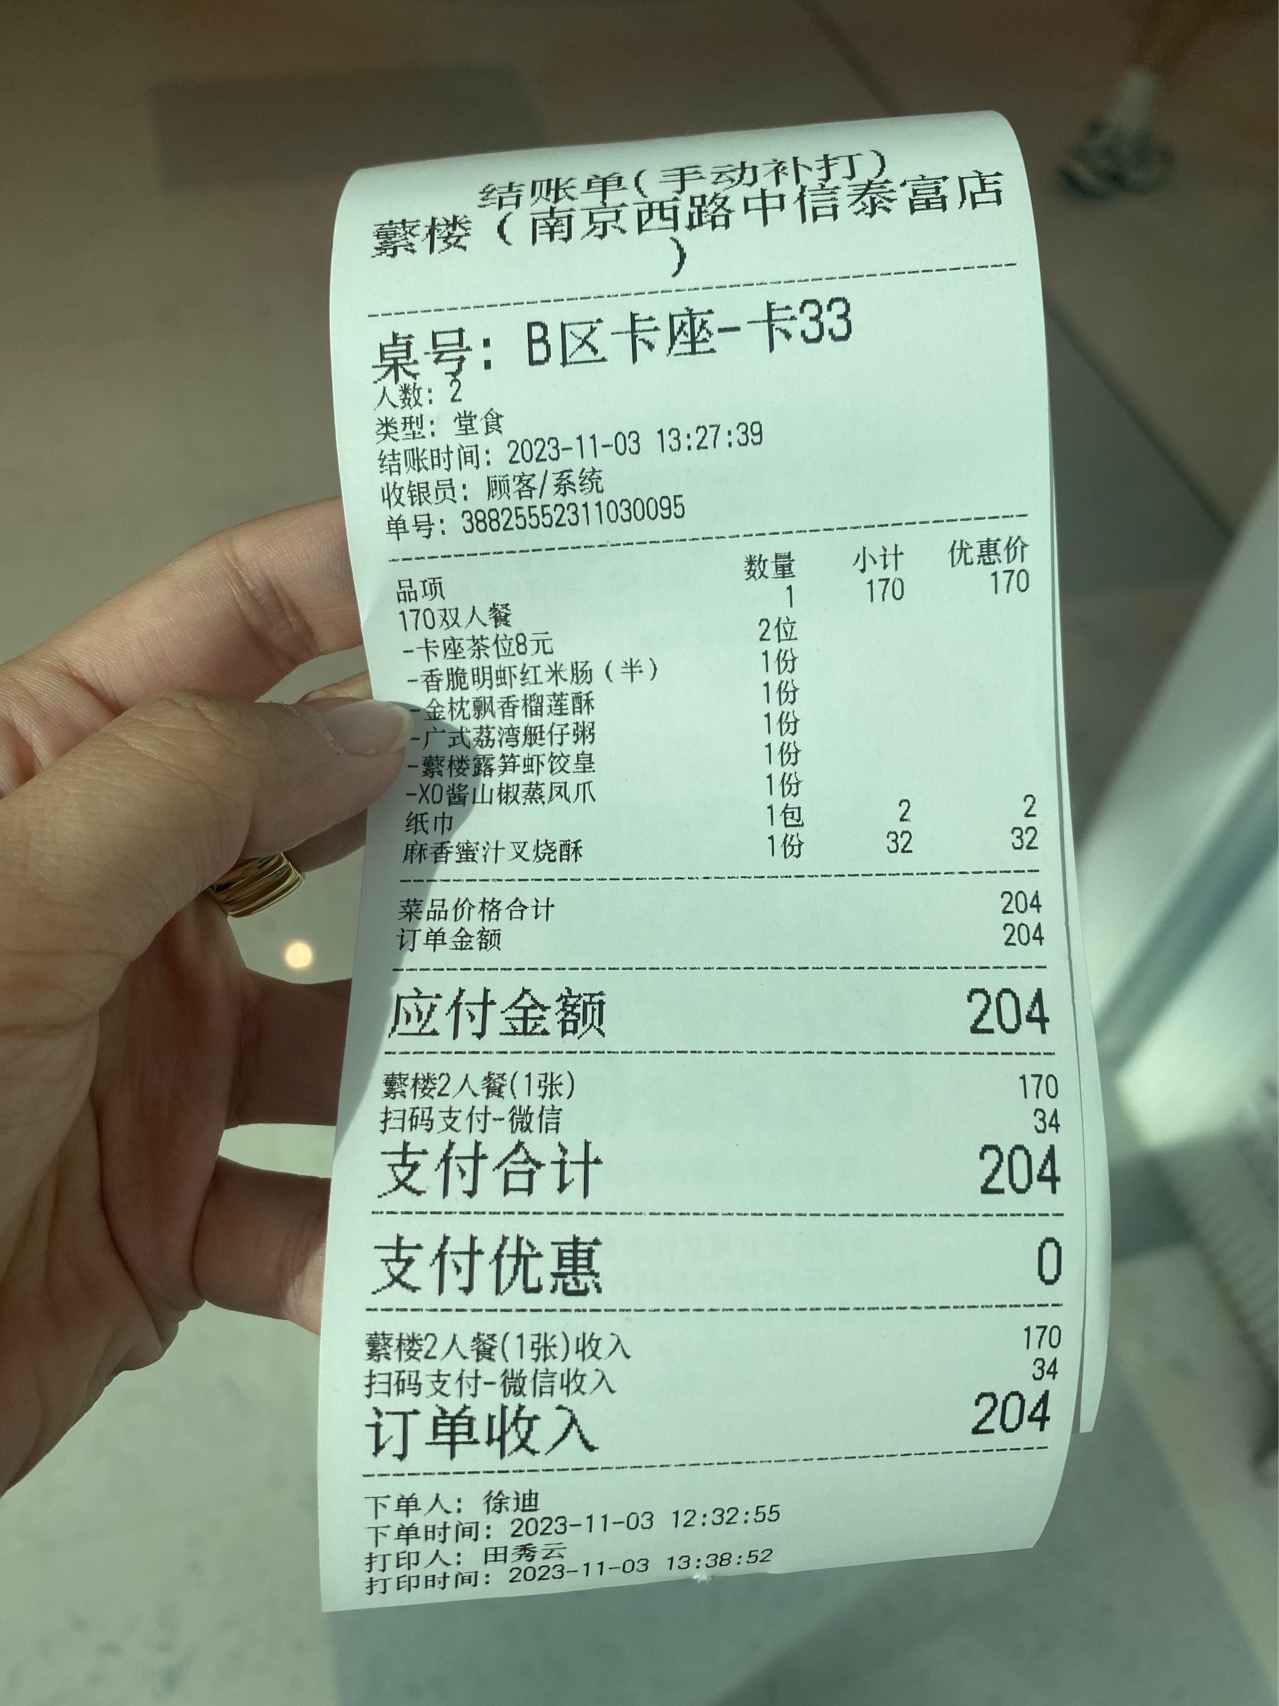 结账单(手动补打)
蘩楼（南京西路中信泰富店
）
桌号: B区卡座-卡33
人数: 2
类型: 堂食
结账时间: 2023-11-03 13:27:39
收银员: 顾客/系统
单号: 38825552311030095
品项 数量 小计 优惠价
170双人餐 1 170 170
-卡座茶位8元 2位
-香脆明虾红米肠（半） 1份
-金枕飘香榴莲酥 1份
-广式荔湾艇仔粥 1份
-蘩楼露笋虾饺皇 1份
-XO酱山椒蒸凤爪 1份
纸巾 1包 2 2
麻香蜜汁叉烧酥 1份 32 32
菜品价格合计 204
订单金额 204
应付金额 204
蘩楼2人餐(1张) 170
扫码支付-微信 34
支付合计 204
支付优惠 0
蘩楼2人餐(1张)收入 170
扫码支付-微信收入 34
订单收入 204
下单人: 徐迪
下单时间: 2023-11-03 12:32:55
打印人: 田秀云
打印时间: 2023-11-03 13:38:52